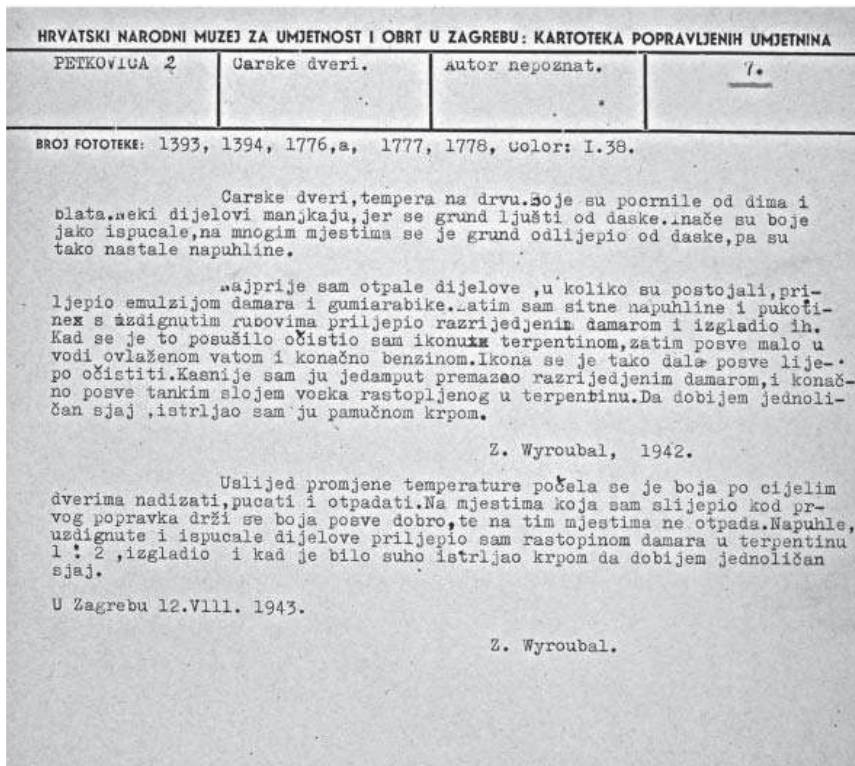 HRVATSKI NARODNI MUZEJ ZA UMJETNOST I OBRT U ZAGREBU: KARTOTEKA POPRAVLJENIH UMJETNINA
PETKOVICA 2 Carske dveri. Autor nepoznat. 7.
BROJ FOTOTEKE: 1393, 1394, 1776,a, 1777, 1778, Color: I.38.
Carske dveri,tempera na drvu.Boje su pocrnile od dima i
blata.Neki dijelovi manjkaju,jer se grund ljušti od daske.Inače su boje
jako ispucale,na mnogim mjestima se je grund odlijepio od daske,pa su
tako nastale napuhline.
Najprije sam otpale dijelove ,u koliko su postojali,pri-
ljepio emulzijom damara i gumiarabike.Zatim sam sitne napuhline i pukoti-
nex s izdignutim rubovima priljepio razrijedjenim damarom i izgladio ih.
Kad se je to posušilo očistio sam ikonuxx terpentinom,zatim posve malo u
vodi ovlaženom vatom i konačno benzinom.Ikona se je tako dala posve lije-
po očistiti.Kasnije sam ju jedamput premazao razrijedjenim damarom,i konač-
no posve tankim slojem voska rastopljenog u terpentinu.Da dobijem jednoli-
čan sjaj ,istrljao sam ju pamučnom krpom.
Z. Wyroubal, 1942.
Uslijed promjene temperature počela se je boja po cijelim
dverima nadizati,pucati i otpadati.Na mjestima koja sam slijepio kod pr-
vog popravka drži se boja posve dobro,te na tim mjestima ne otpada.Napuhle,
uzdignute i ispucale dijelove priljepio sam rastopinom damara u terpentinu
1 : 2 ,izgladio i kad je bilo suho istrljao krpom da dobijem jednoličan
sjaj.
U Zagrebu 12.VIII. 1943.
Z. Wyroubal.